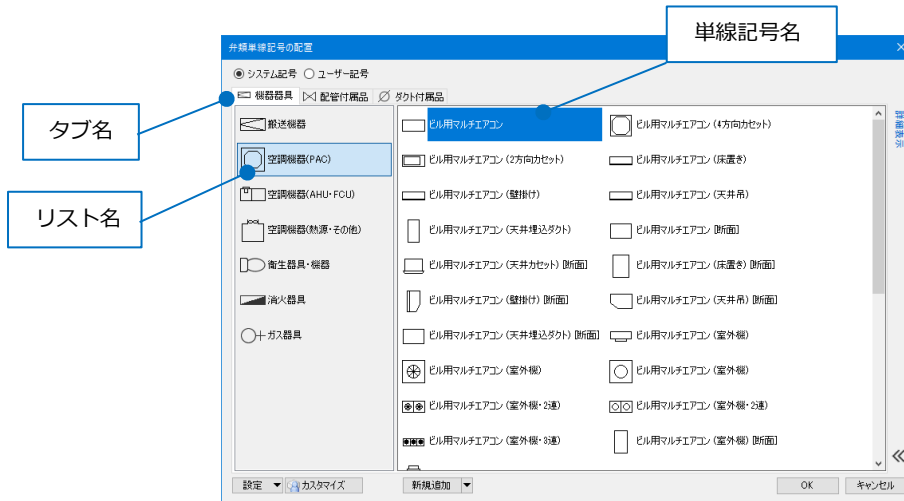 単線記号名
弁類単線記号の配置
システム記号 ユーザー記号
機器器具 配管付属品 ダクト付属品
タブ名
リスト名
搬送機器
空調機器(PAC)
空調機器(AHU・FCU)
空調機器(熱源・その他)
衛生器具・機器
消火器具
ガス器具
ビル用マルチエアコン ビル用マルチエアコン (4方向カセット)
ビル用マルチエアコン (2方向カセット) ビル用マルチエアコン (床置き)
ビル用マルチエアコン (壁掛け) ビル用マルチエアコン (天井吊)
ビル用マルチエアコン (天井埋込ダクト) ビル用マルチエアコン [断面]
ビル用マルチエアコン (天井カセット) [断面] ビル用マルチエアコン (床置き) [断面]
ビル用マルチエアコン (壁掛け) [断面] ビル用マルチエアコン (天井吊) [断面]
ビル用マルチエアコン (天井埋込ダクト) [断面] ビル用マルチエアコン (室外機)
ビル用マルチエアコン (室外機) ビル用マルチエアコン (室外機)
ビル用マルチエアコン (室外機・2連) ビル用マルチエアコン (室外機・2連)
ビル用マルチエアコン (室外機・3連) ビル用マルチエアコン (室外機) [断面]
詳細表示
設定 カスタマイズ 新規追加 OK キャンセル